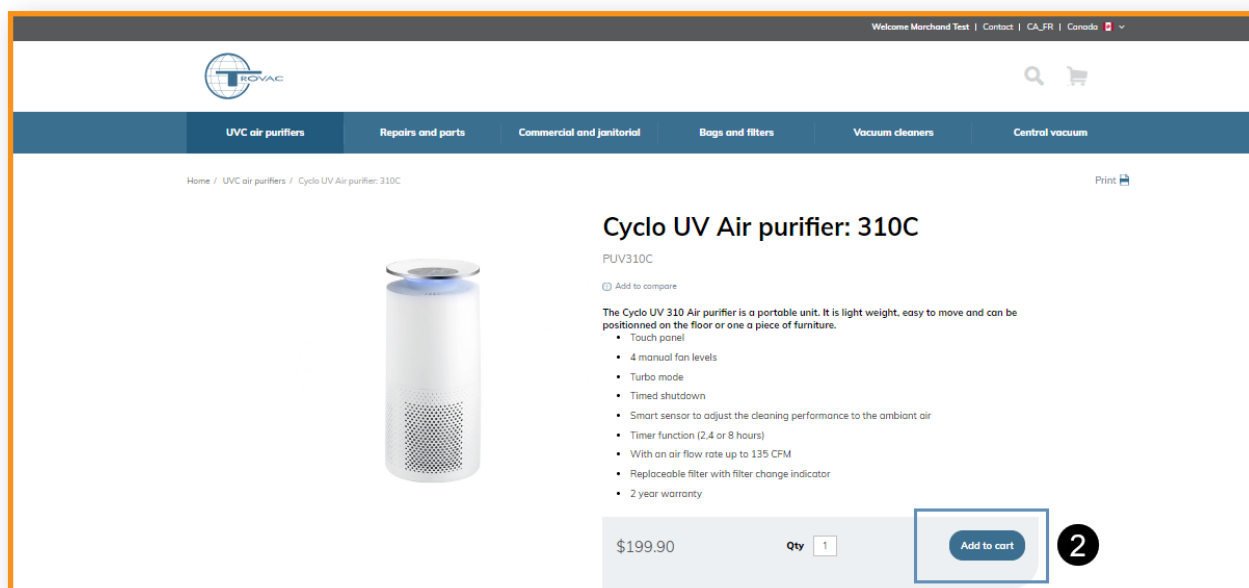 Welcome Marchand Test | Contact | CA_FR | Canada
TROVAC
UVC air purifiers Repairs and parts Commercial and janitorial Bags and filters Vacuum cleaners Central vacuum
Home / UVC air purifiers / Cyclo UV Air purifier: 310C Print
Cyclo UV Air purifier: 310C
PUV310C
Add to compare
The Cyclo UV 310 Air purifier is a portable unit. It is light weight, easy to move and can be
positionned on the floor or one a piece of furniture.
• Touch panel
• 4 manual fan levels
• Turbo mode
• Timed shutdown
• Smart sensor to adjust the cleaning performance to the ambiant air
• Timer function (2,4 or 8 hours)
• With an air flow rate up to 135 CFM
• Replaceable filter with filter change indicator
• 2 year warranty
$199.90 Qty 1 Add to cart 2